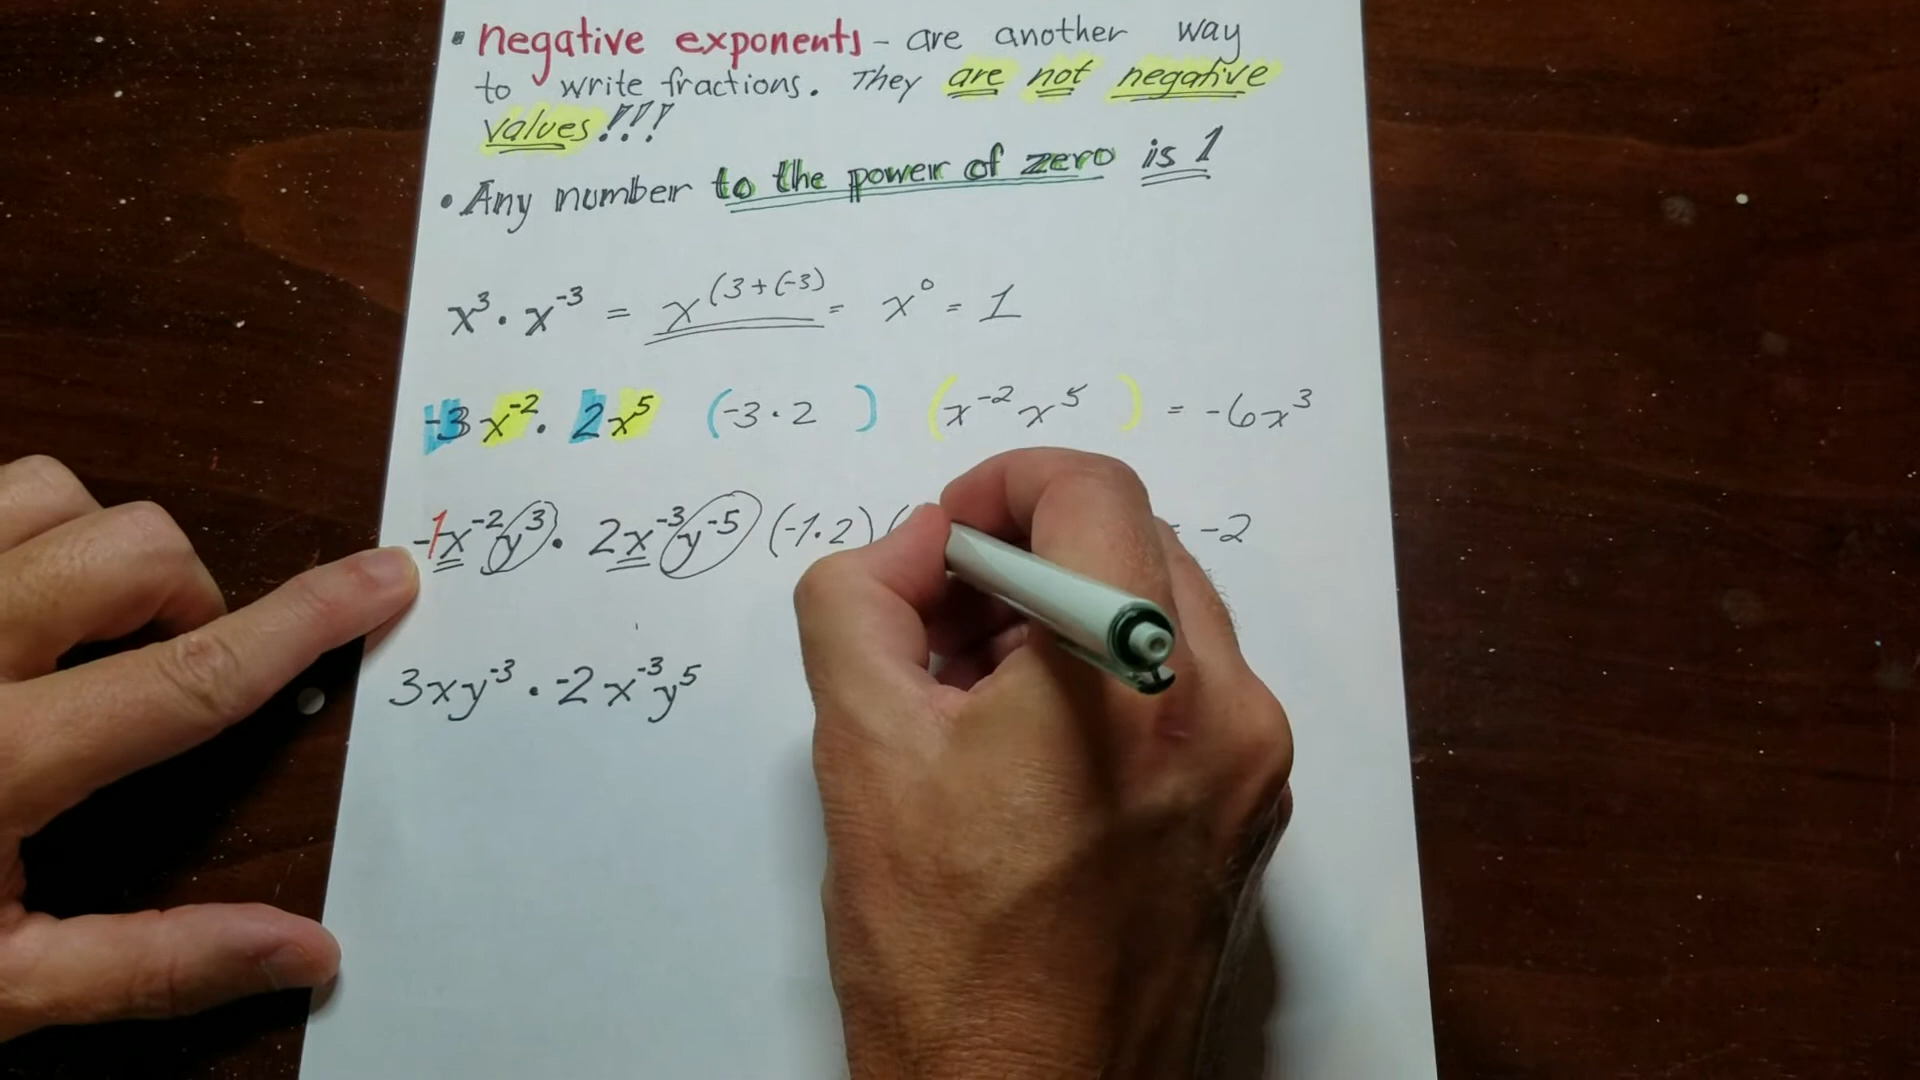 • negative exponents - are another way
to write fractions. They are not negative
values!!!
• Any number to the power of zero is 1
x³ · x⁻³ = x⁽³⁺⁽⁻³⁾ = x⁰ = 1
-3x⁻² · 2x⁵ (-3 · 2 ) (x⁻² x⁵ ) = -6x³
-1x⁻²y³ · 2x⁻³y⁻⁵ (-1 · 2) ( = -2
3xy⁻³ · -2x⁻³y⁵